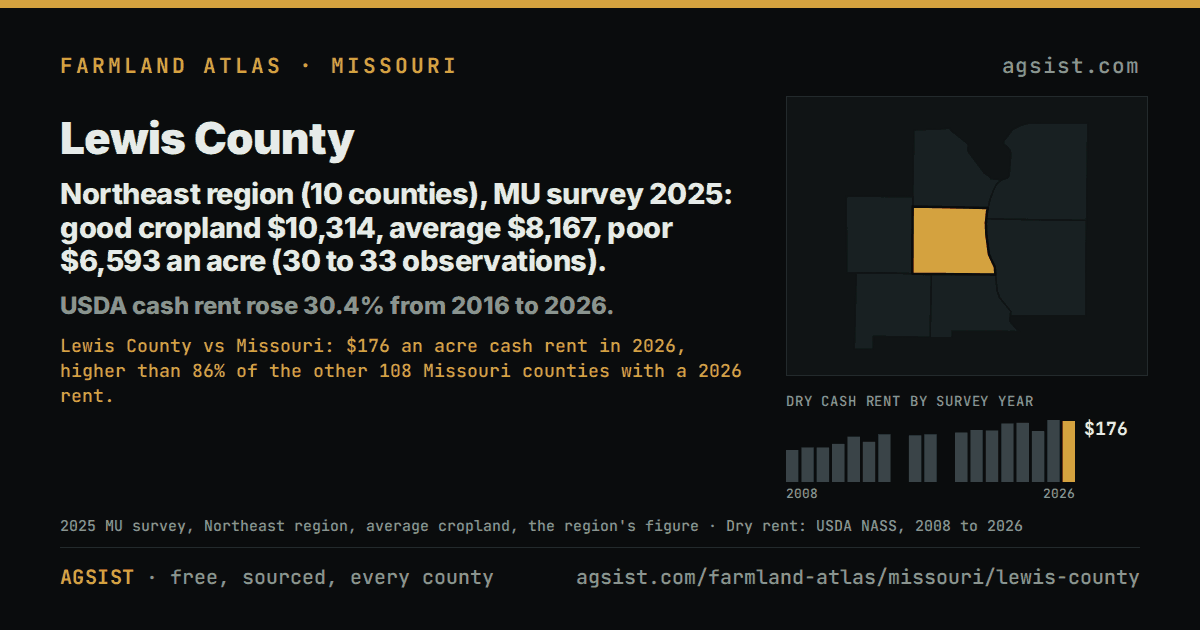 FARMLAND ATLAS · MISSOURI
agsist.com
Lewis County
Northeast region (10 counties), MU survey 2025:
good cropland $10,314, average $8,167, poor
$6,593 an acre (30 to 33 observations).
USDA cash rent rose 30.4% from 2016 to 2026.
Lewis County vs Missouri: $176 an acre cash rent in 2026,
higher than 86% of the other 108 Missouri counties with a 2026
rent.
DRY CASH RENT BY SURVEY YEAR
$176
2008
2026
2025 MU survey, Northeast region, average cropland, the region's figure · Dry rent: USDA NASS, 2008 to 2026
AGSIST · free, sourced, every county
agsist.com/farmland-atlas/missouri/lewis-county